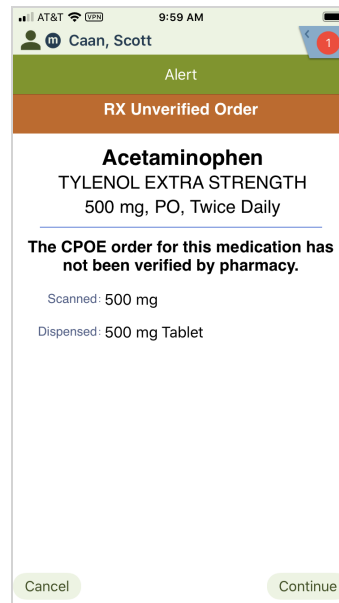 AT&T VPN 9:59 AM
m Caan, Scott 1
Alert
RX Unverified Order
Acetaminophen
TYLENOL EXTRA STRENGTH
500 mg, PO, Twice Daily
The CPOE order for this medication has
not been verified by pharmacy.
Scanned: 500 mg
Dispensed: 500 mg Tablet
Cancel Continue